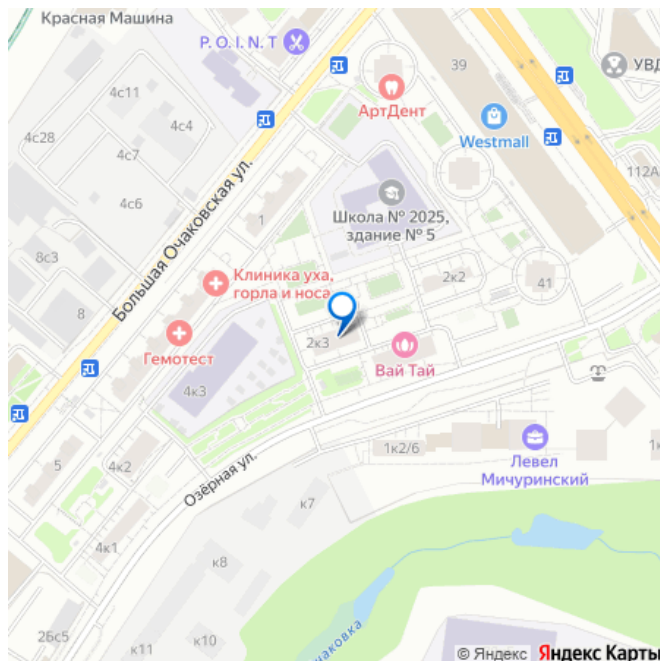 Красная Машина
P. O. I. N. T
УВД
39
4с11
АртДент
4с28
4с4
Westmall
4с7
112А
Школа № 2025,
здание № 5
4с6
Большая Очаковская ул.
1
8с3
Клиника уха,
горла и носа
2к2
41
8
2к3
Гемотест
Вай Тай
4к3
1к2/6
Левел
Мичуринский
5
4к2
Озёрная ул.
к7
4к1
к8
2Бс5
к11
к10
чаковка
© Яндекс Яндекс Карты